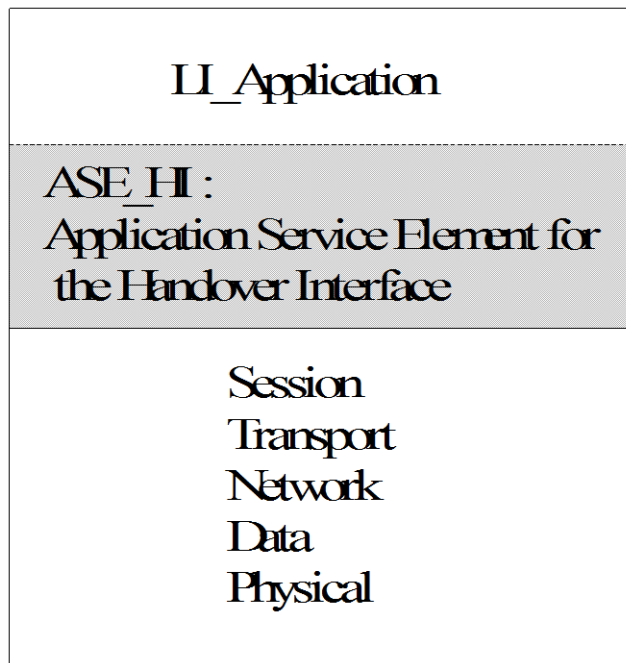 LI_Application
ASE_HI :
Application Service Element for
the Handover Interface
Session
Transport
Network
Data
Physical